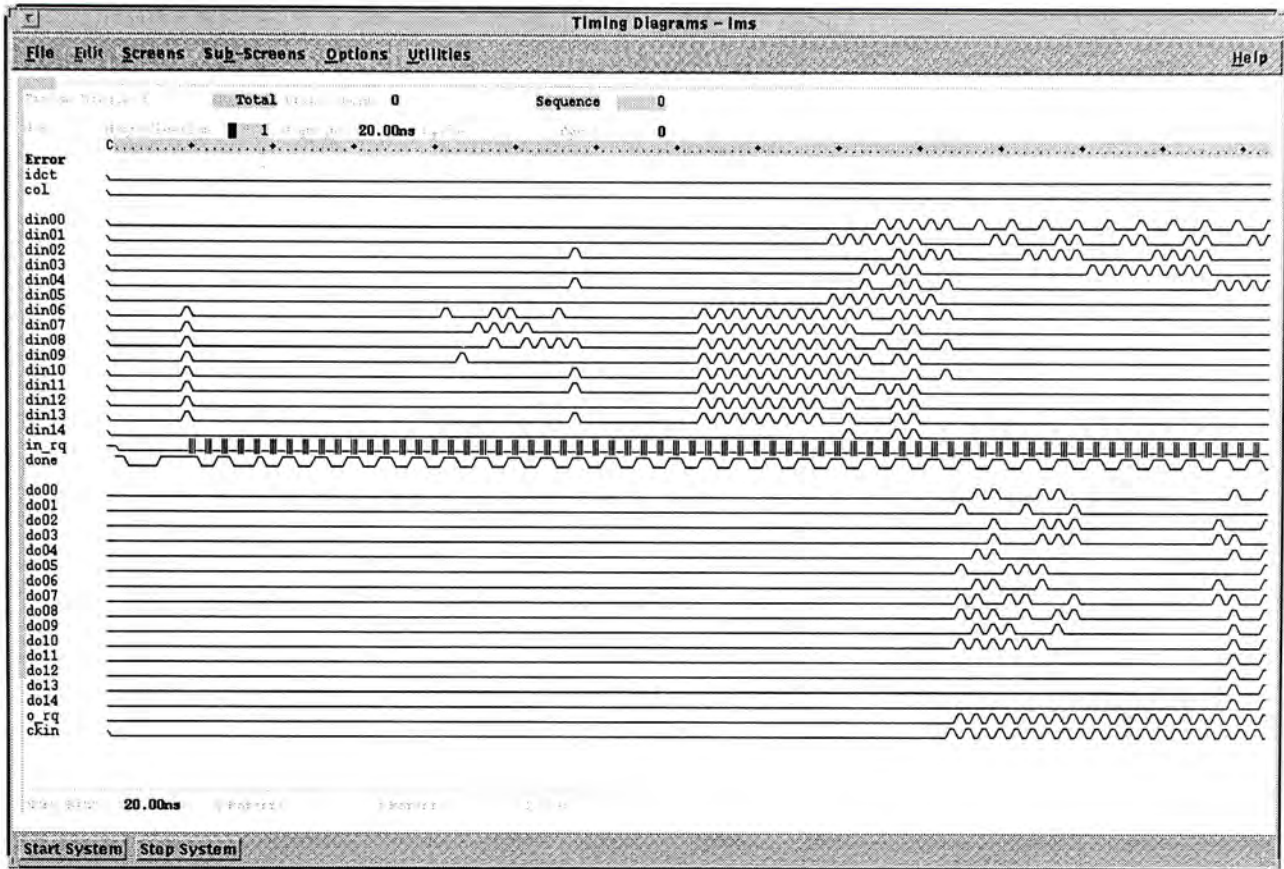 Timing Diagrams - ims
File Edit Screens Sub-Screens Options Utilities Help
Total 0 Sequence 0
1 20.00ns 0
C
Error
idct
col
din00
din01
din02
din03
din04
din05
din06
din07
din08
din09
din10
din11
din12
din13
din14
in_rq
done
do00
do01
do02
do03
do04
do05
do06
do07
do08
do09
do10
do11
do12
do13
do14
o_rq
ckin
20.00ns
Start System Stop System